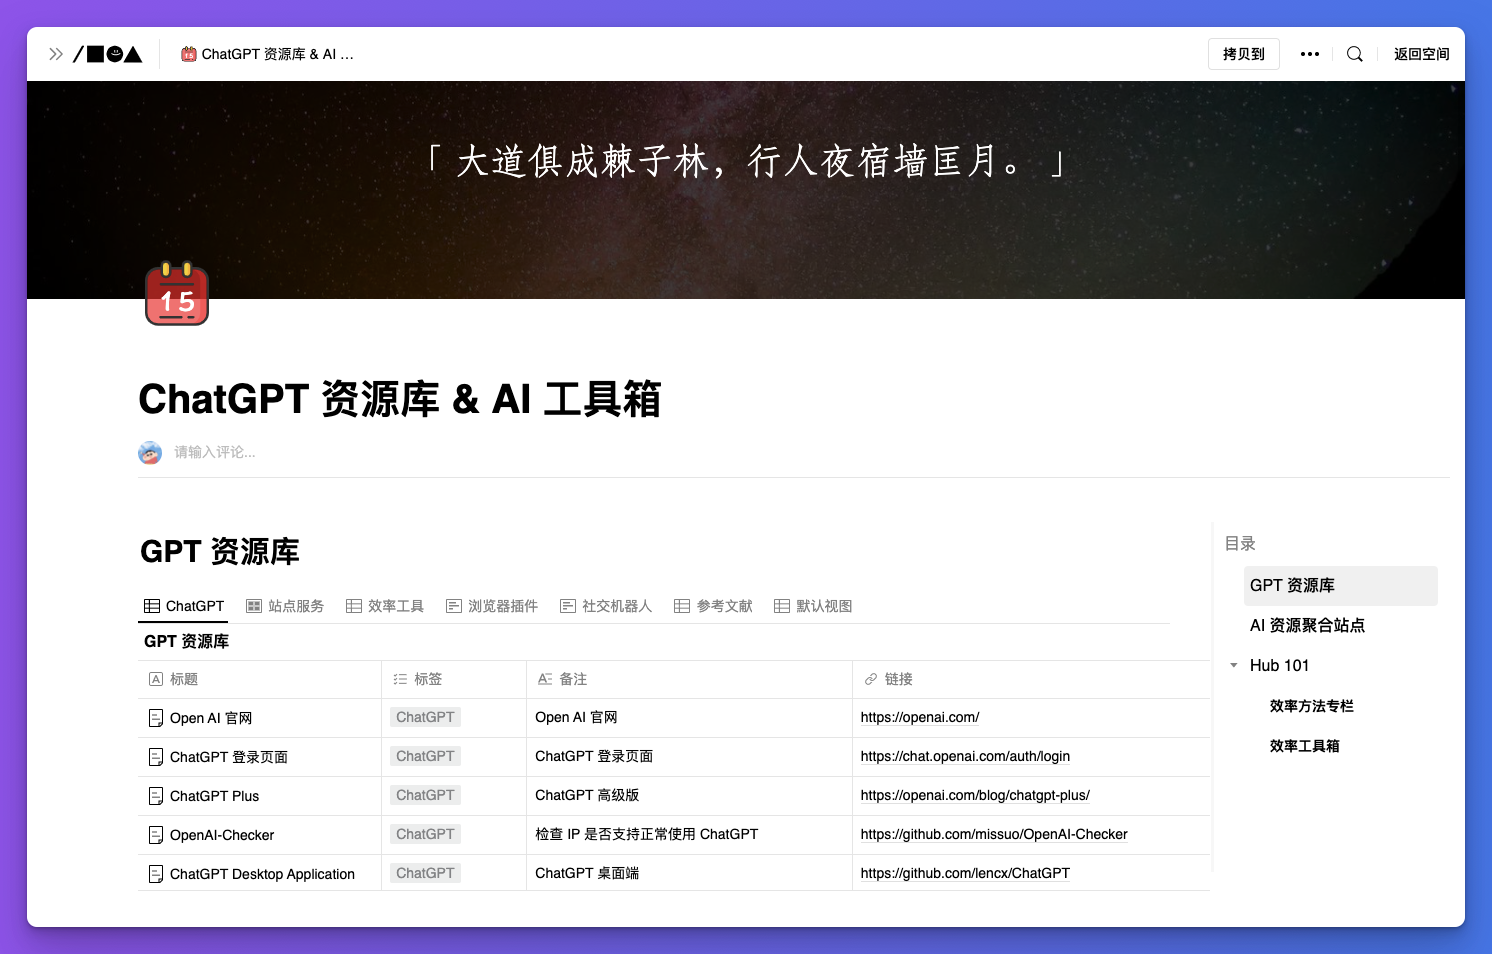 ChatGPT 资源库 & AI ...
拷贝到
返回空间
「 大道俱成棘子林，行人夜宿墙匡月。 」
15
ChatGPT 资源库 & AI 工具箱
请输入评论...
GPT 资源库
ChatGPT 站点服务 效率工具 浏览器插件 社交机器人 参考文献 默认视图
GPT 资源库
标题 标签 备注 链接
Open AI 官网 ChatGPT Open AI 官网 https://openai.com/
ChatGPT 登录页面 ChatGPT ChatGPT 登录页面 https://chat.openai.com/auth/login
ChatGPT Plus ChatGPT ChatGPT 高级版 https://openai.com/blog/chatgpt-plus/
OpenAI-Checker ChatGPT 检查 IP 是否支持正常使用 ChatGPT https://github.com/missuo/OpenAI-Checker
ChatGPT Desktop Application ChatGPT ChatGPT 桌面端 https://github.com/lencx/ChatGPT
目录
GPT 资源库
AI 资源聚合站点
Hub 101
效率方法专栏
效率工具箱